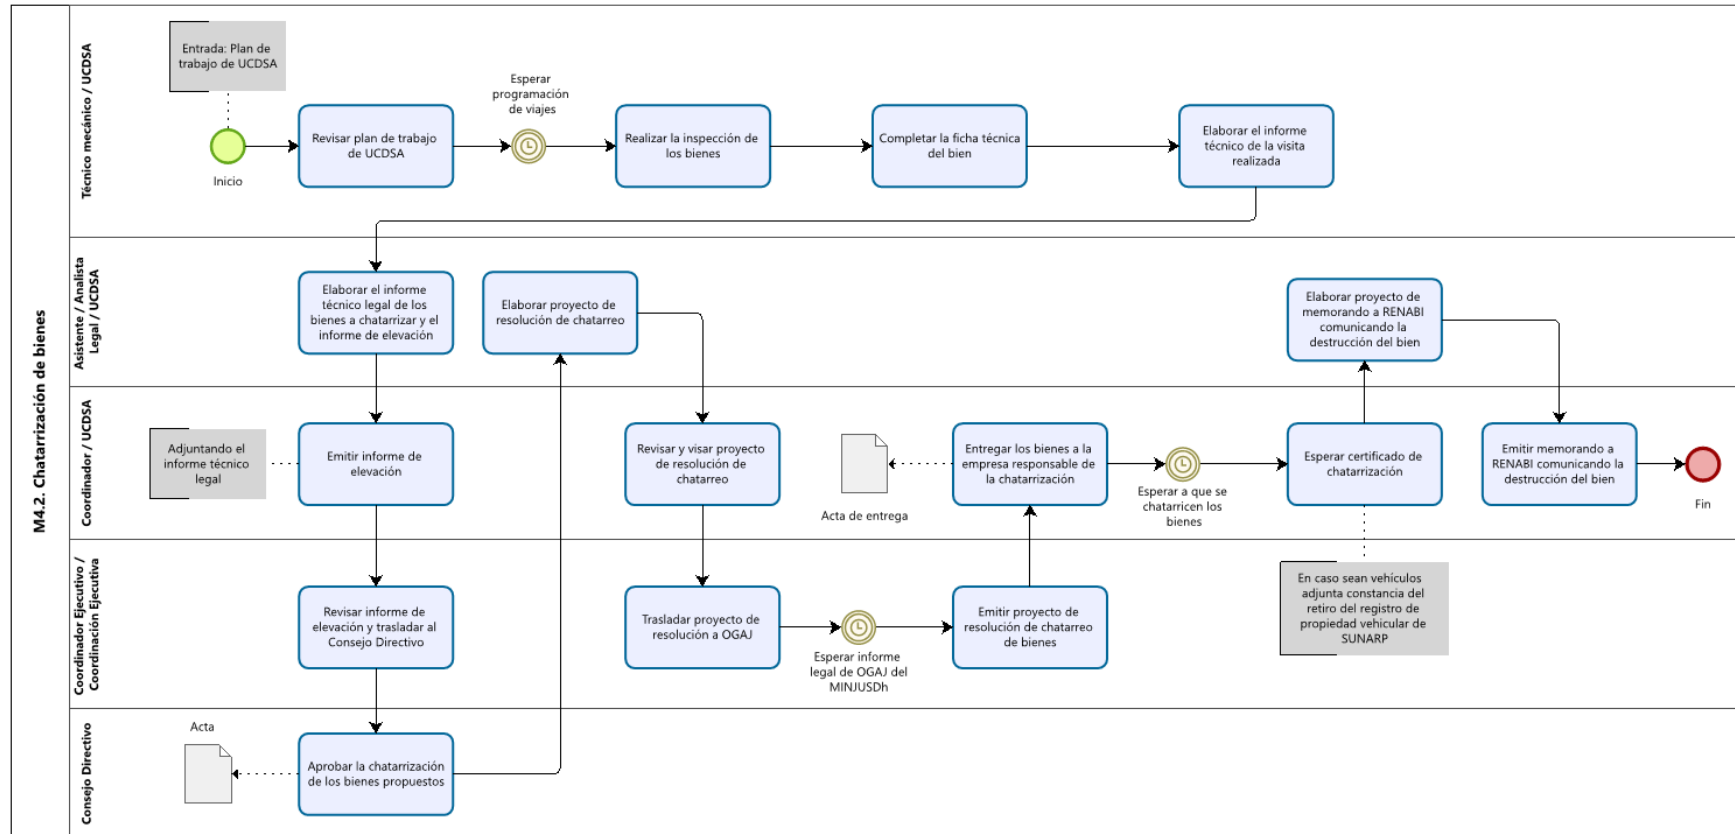 M4.2. Chatarrización de bienes
Técnico mecánico / UCDSA
Entrada: Plan de
trabajo de UCDSA
Inicio
Revisar plan de trabajo
de UCDSA
Esperar
programación
de viajes
Realizar la inspección de
los bienes
Completar la ficha técnica
del bien
Elaborar el informe
técnico de la visita
realizada
Asistente / Analista
Legal / UCDSA
Elaborar el informe
técnico legal de los
bienes a chatarrizar y el
informe de elevación
Elaborar proyecto de
resolución de chatarreo
Elaborar proyecto de
memorando a RENABI
comunicando la
destrucción del bien
Coordinador / UCDSA
Adjuntando el
informe técnico
legal
Emitir informe de
elevación
Revisar y visar proyecto
de resolución de
chatarreo
Acta de entrega
Entregar los bienes a la
empresa responsable de
la chatarrización
Esperar a que se
chatarricen los
bienes
Esperar certificado de
chatarrización
Emitir memorando a
RENABI comunicando la
destrucción del bien
Fin
Coordinador Ejecutivo /
Coordinación Ejecutiva
Revisar informe de
elevación y trasladar al
Consejo Directivo
Trasladar proyecto de
resolución a OGAJ
Esperar informe
legal de OGAJ del
MINJUSDh
Emitir proyecto de
resolución de chatarreo
de bienes
En caso sean vehículos
adjunta constancia del
retiro del registro de
propiedad vehicular de
SUNARP
Consejo Directivo
Acta
Aprobar la chatarrización
de los bienes propuestos